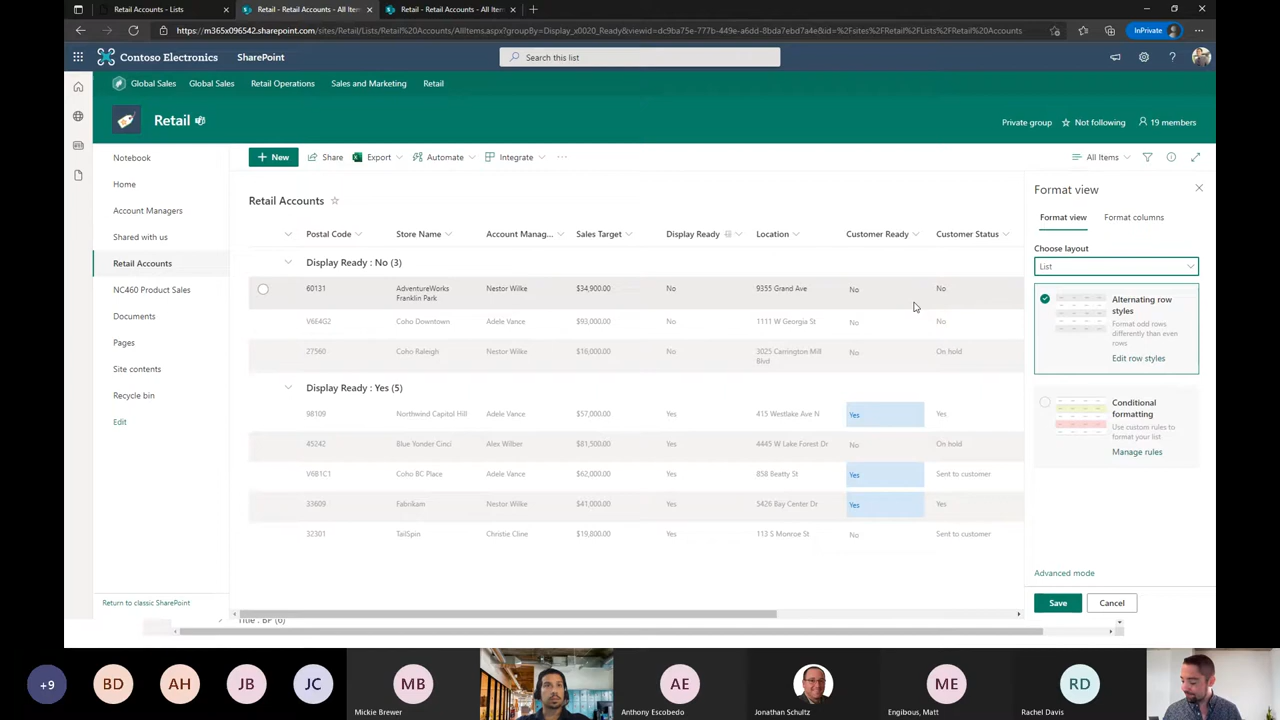 Retail Accounts - Lists
Retail Accounts - All Items
Retail Accounts - All Items
https://m365x096542.sharepoint.com/sites/Retail/Lists/Retail%20Accounts/AllItems.aspx?groupBy=Display_x0020_Ready&viewid=dc9ba75e-777b-449e-a6dd-8bda7ebd7a4e&id=%2Fsites%2FRetail%2FLists%2FRetail%20Accounts
InPrivate
Contoso Electronics
SharePoint
Search this list
Global Sales
Global Sales
Retail Operations
Sales and Marketing
Retail
Retail
Private group
Not following
19 members
Notebook
Home
Account Managers
Shared with us
Retail Accounts
NC460 Product Sales
Documents
Pages
Site contents
Recycle bin
Edit
Return to classic SharePoint
New
Share
Export
Automate
Integrate
All Items
Retail Accounts
Postal Code Store Name Account Manag... Sales Target Display Ready Location Customer Ready Customer Status
Display Ready : No (3)
60131 AdventureWorks Franklin Park Nestor Wilke $34,900.00 No 9355 Grand Ave No No
V6E4G2 Coho Downtown Adele Vance $93,000.00 No 1111 W Georgia St No No
27560 Coho Raleigh Nestor Wilke $16,000.00 No 3025 Carrington Mill Blvd No On hold
Display Ready : Yes (5)
98109 Northwind Capitol Hill Adele Vance $57,000.00 Yes 415 Westlake Ave N Yes Yes
45242 Blue Yonder Cinci Alex Wilber $81,500.00 Yes 4445 W Lake Forest Dr No On hold
V6B1C1 Coho BC Place Adele Vance $62,000.00 Yes 858 Beatty St Yes Sent to customer
33609 Fabrikam Nestor Wilke $41,000.00 Yes 5426 Bay Center Dr Yes Yes
32301 TailSpin Christie Cline $19,800.00 Yes 113 S Monroe St No Sent to customer
Title : BP (6)
Format view
Format view
Format columns
Choose layout
List
Alternating row
styles
Format odd rows
differently than even
rows
Edit row styles
Conditional
formatting
Use custom rules to
format your list
Manage rules
Advanced mode
Save
Cancel
+9
BD
AH
JB
JC
MB
Mickie Brewer
AE
Anthony Escobedo
Jonathan Schultz
ME
Engibous, Matt
RD
Rachel Davis